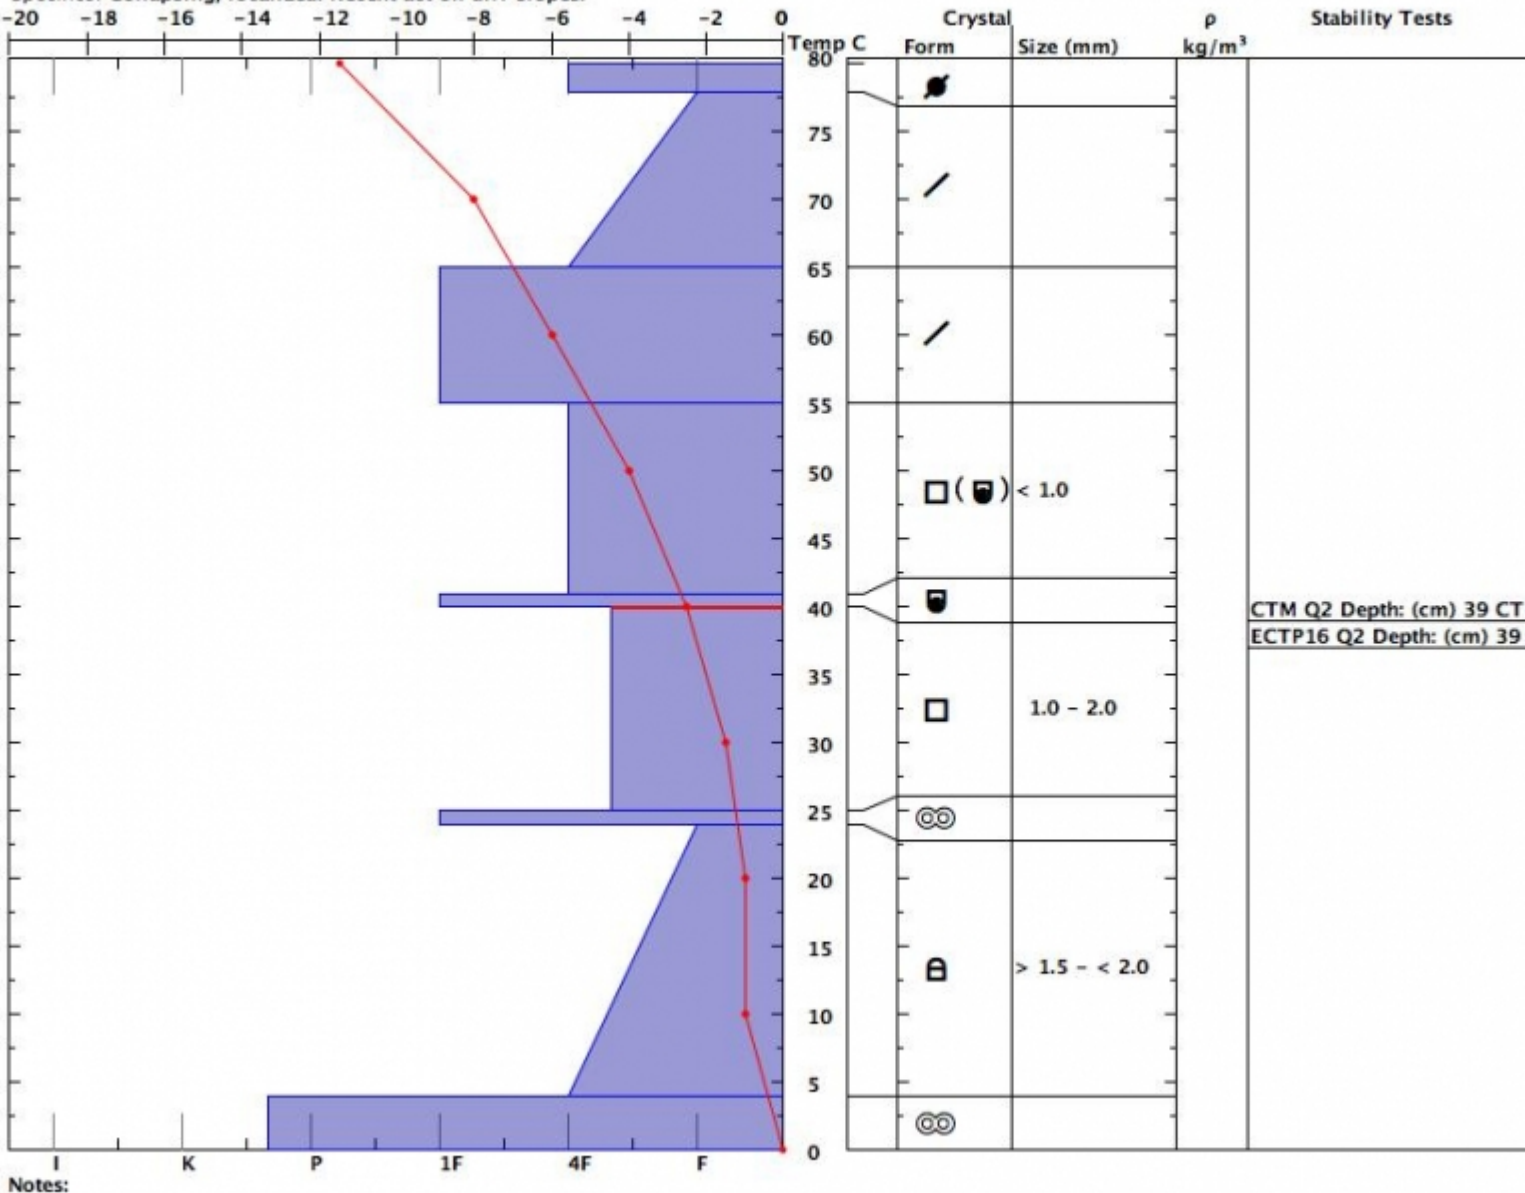 -20 -18 -16 -14 -12 -10 -8 -6 -4 -2 0 Crystal ρ Stability Tests
Temp C Form Size (mm) kg/m³
80
75
70
65
60
55
50
( ) < 1.0
45
40
CTM Q2 Depth: (cm) 39 CT
ECTP16 Q2 Depth: (cm) 39
35
1.0 - 2.0
30
25
20
15
> 1.5 - < 2.0
10
5
0
I K P 1F 4F F
Notes: